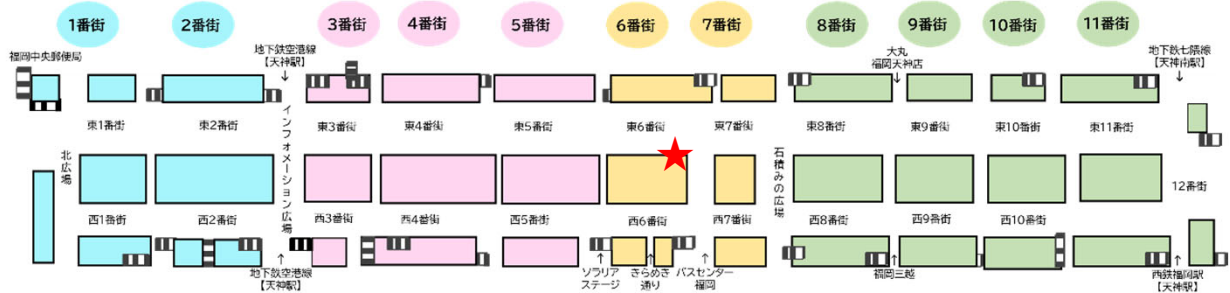 1番街
2番街
3番街
4番街
5番街
6番街
7番街
8番街
9番街
10番街
11番街
福岡中央郵便局
地下鉄空港線
【天神駅】
大丸
福岡天神店
地下鉄七隈線
【天神南駅】
東1番街
東2番街
東3番街
東4番街
東5番街
東6番街
東7番街
東8番街
東9番街
東10番街
東11番街
北広場
インフォメーション広場
石積みの広場
12番街
西1番街
西2番街
西3番街
西4番街
西5番街
西6番街
西7番街
西8番街
西9番街
西10番街
地下鉄空港線
【天神駅】
ソラリア
ステージ
きらめき
通り
バスセンター
福岡
福岡三越
西鉄福岡駅
【天神駅】